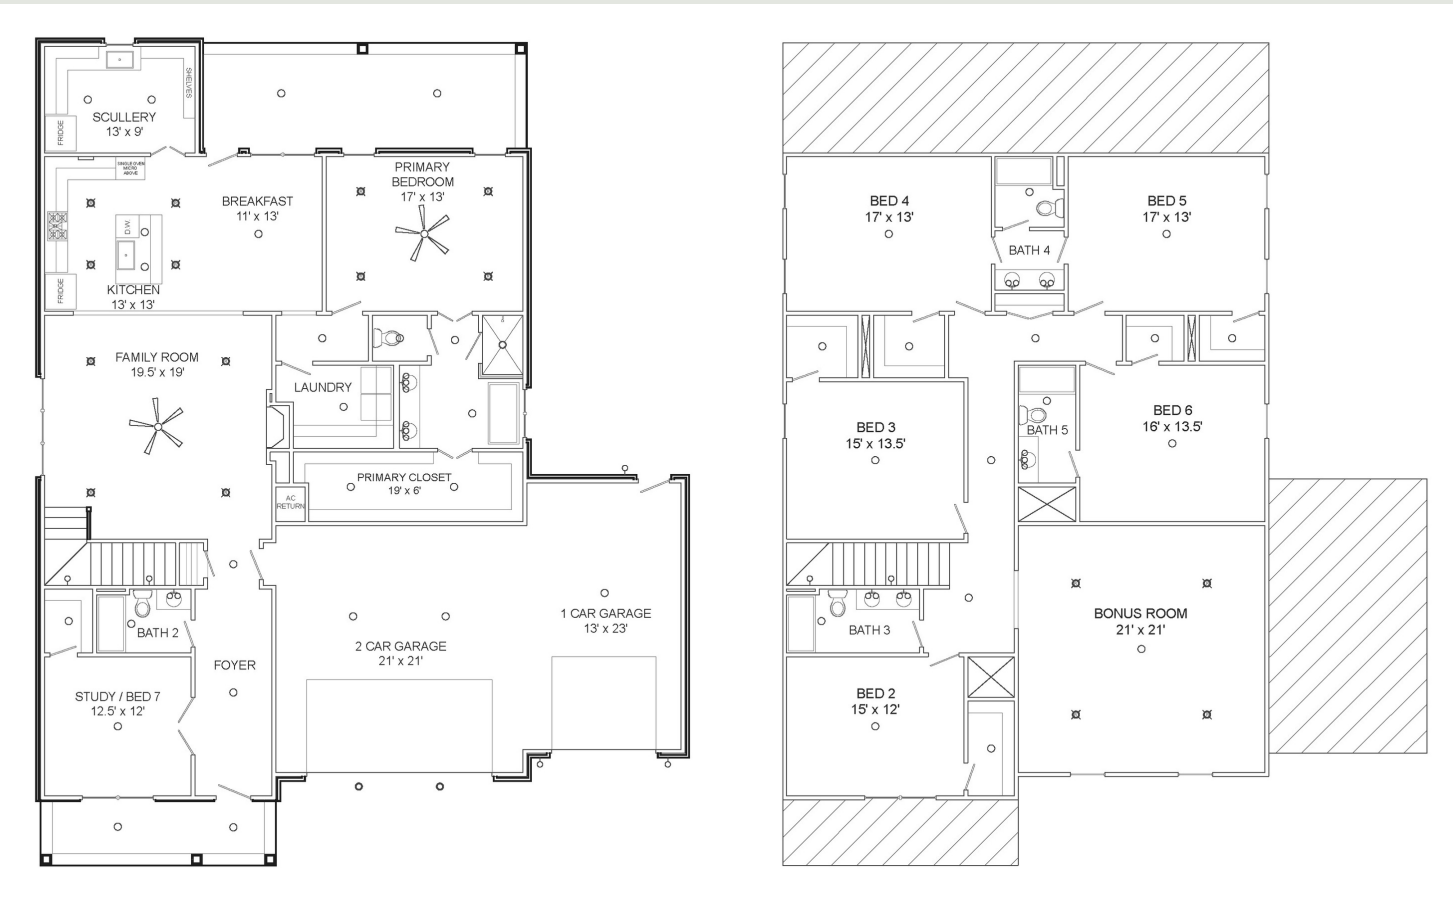 SHELVES
SCULLERY
13' x 9'
FRIDGE
SINGLE OVEN
MICRO
ABOVE
PRIMARY
BEDROOM
17' x 13'
BREAKFAST
11' x 13'
D.W.
FRIDGE
KITCHEN
13' x 13'
FAMILY ROOM
19.5' x 19'
LAUNDRY
PRIMARY CLOSET
19' x 6'
AC
RETURN
1 CAR GARAGE
13' x 23'
BATH 2
2 CAR GARAGE
21' x 21'
FOYER
STUDY / BED 7
12.5' x 12'
BED 4
17' x 13'
BED 5
17' x 13'
BATH 4
BED 3
15' x 13.5'
BED 6
16' x 13.5'
BATH 5
BONUS ROOM
21' x 21'
BATH 3
BED 2
15' x 12'